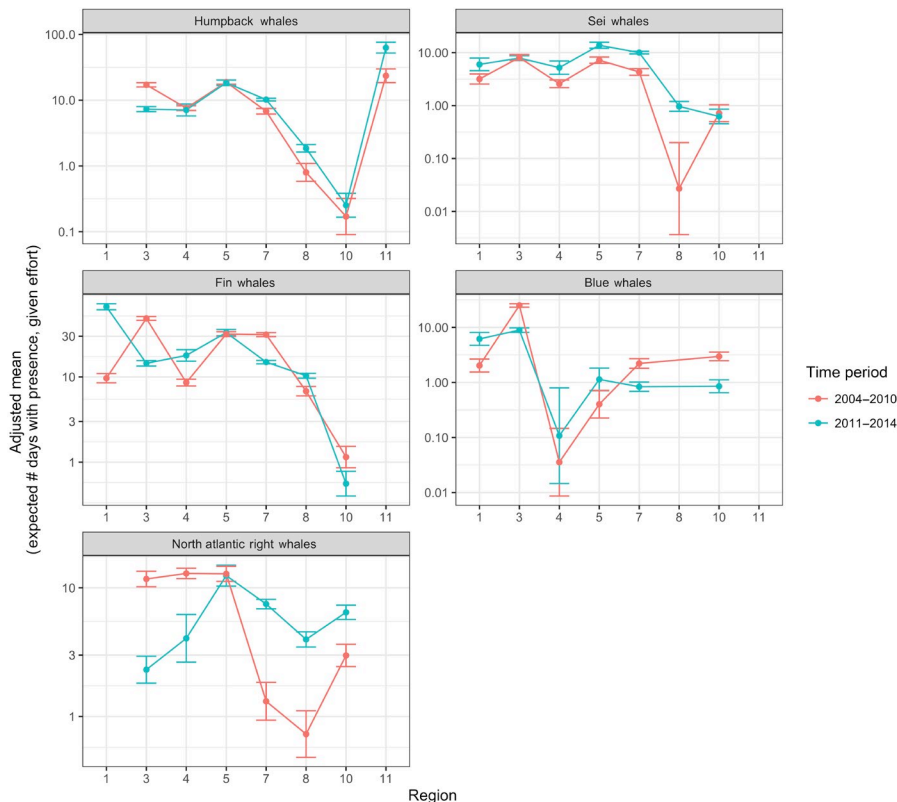 Humpback whales
Sei whales
100.0
10.0
1.0
0.1
10.00
1.00
0.10
0.01
1 3 4 5 7 8 10 11
1 3 4 5 7 8 10 11
Fin whales
Blue whales
30
10
3
1
10.00
1.00
0.10
0.01
1 3 4 5 7 8 10 11
1 3 4 5 7 8 10 11
North atlantic right whales
10
3
1
1 3 4 5 7 8 10 11
Adjusted mean
(expected # days with presence, given effort)
Region
Time period
2004–2010
2011–2014